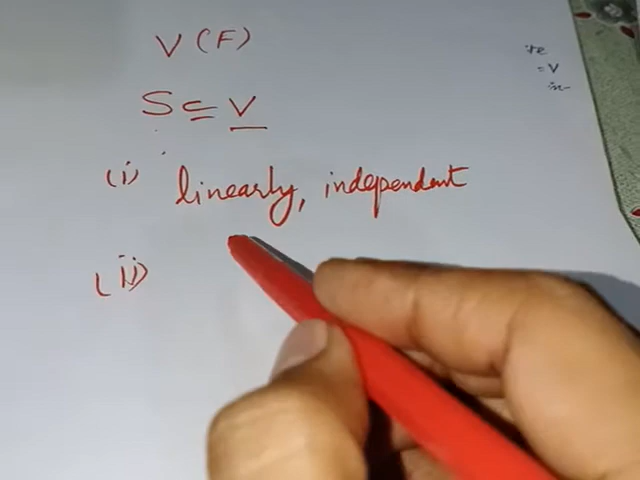 V (F)
S ⊆ V
(i) linearly, independent
(ii)
= V